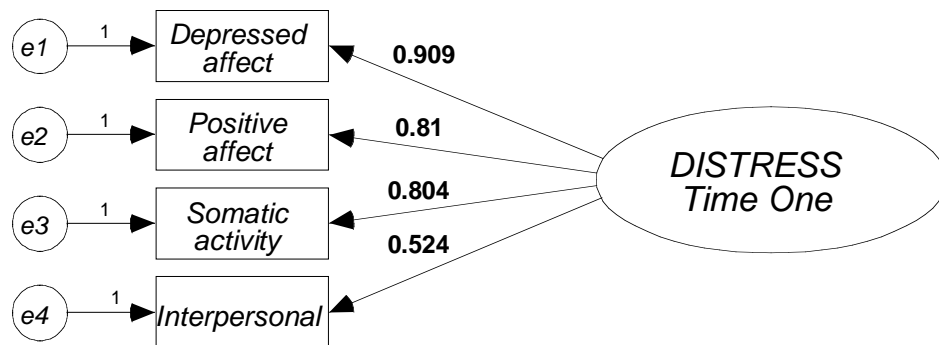 e1
1
Depressed
affect
0.909
e2
1
Positive
affect
0.81
DISTRESS
Time One
e3
1
Somatic
activity
0.804
0.524
e4
1
Interpersonal